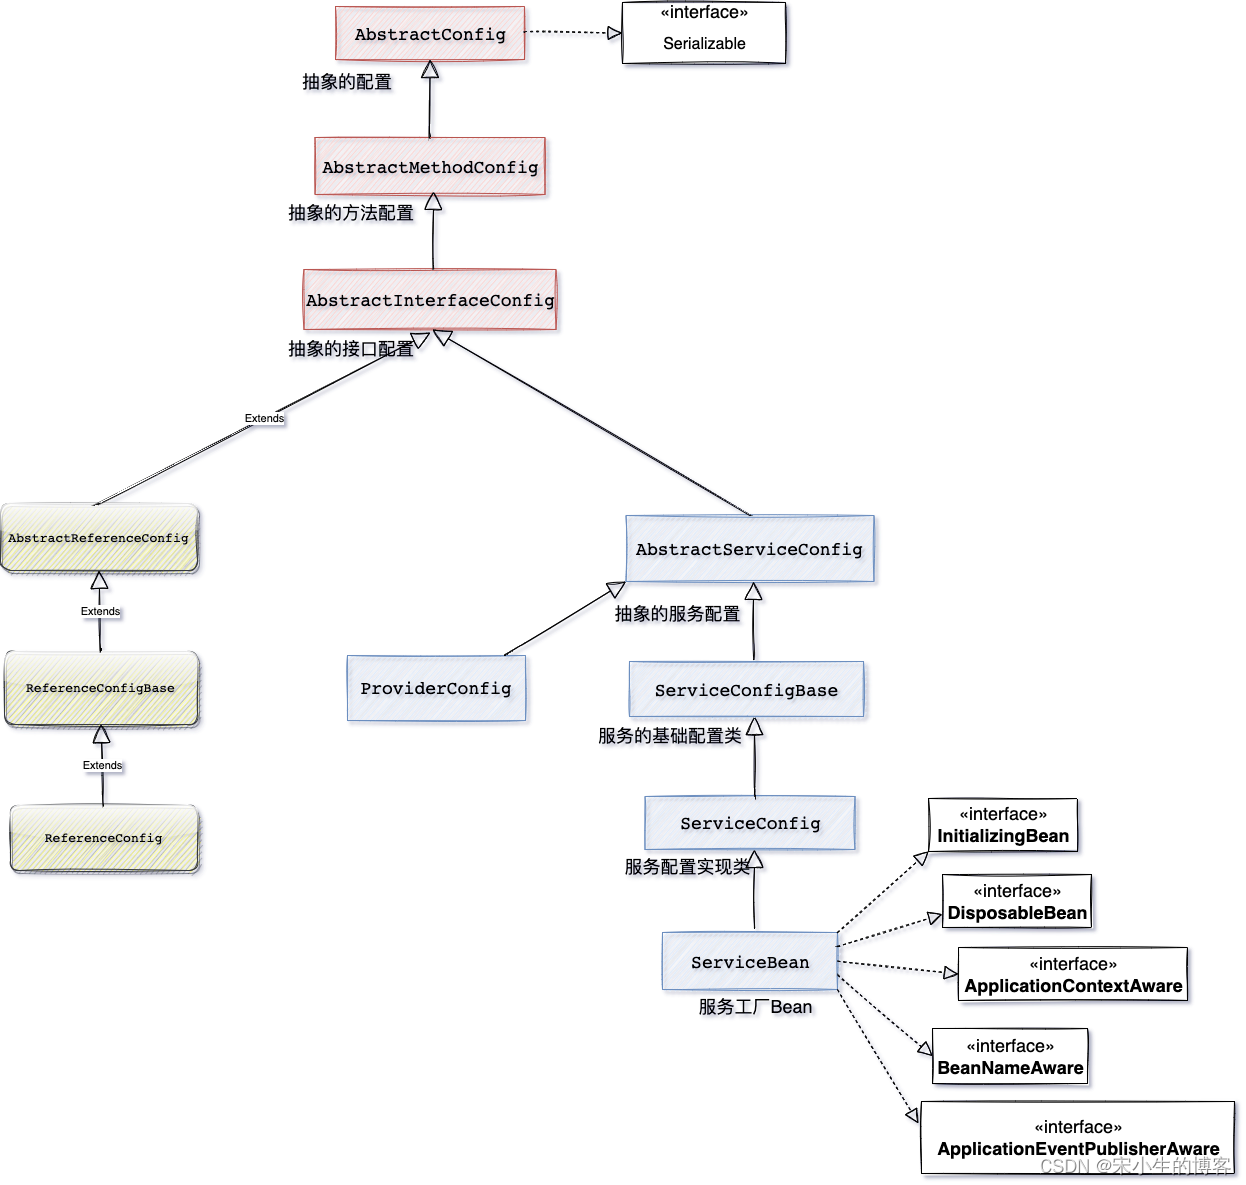 «interface»
AbstractConfig
Serializable
抽象的配置
AbstractMethodConfig
抽象的方法配置
AbstractInterfaceConfig
抽象的接口配置
Extends
AbstractReferenceConfig
AbstractServiceConfig
Extends
抽象的服务配置
ReferenceConfigBase
ProviderConfig
ServiceConfigBase
服务的基础配置类
Extends
ReferenceConfig
ServiceConfig
«interface»
InitializingBean
服务配置实现类
«interface»
DisposableBean
ServiceBean
«interface»
ApplicationContextAware
服务工厂Bean
«interface»
BeanNameAware
«interface»
ApplicationEventPublisherAware
CSDN @宋小生的博客